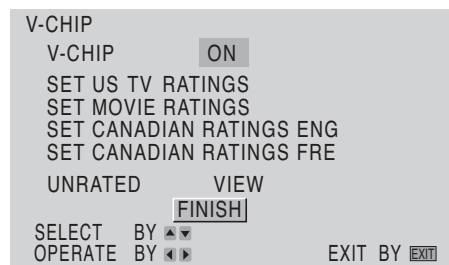 V-CHIP
V-CHIP ON
SET US TV RATINGS
SET MOVIE RATINGS
SET CANADIAN RATINGS ENG
SET CANADIAN RATINGS FRE
UNRATED VIEW
FINISH
SELECT BY ▲▼
OPERATE BY ◀▶ EXIT BY EXIT